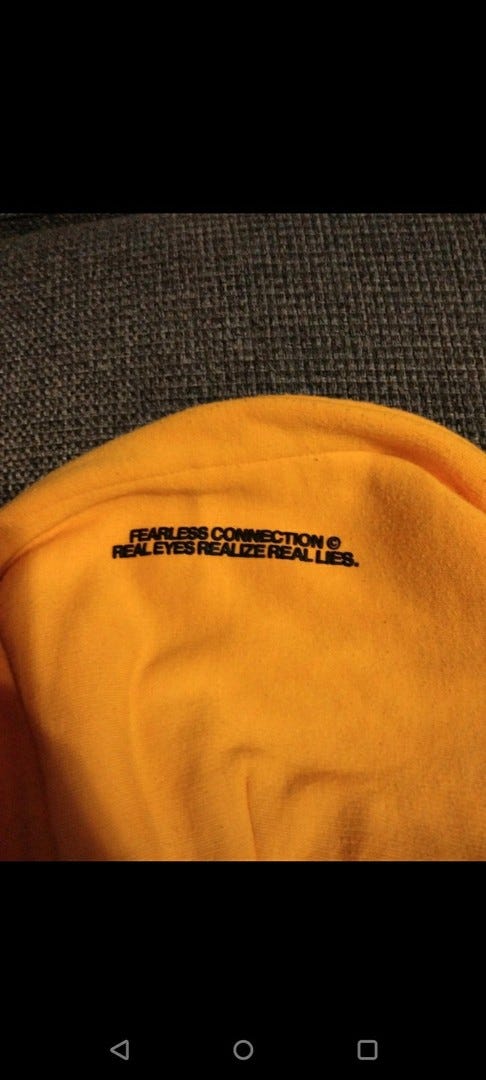 FEARLESS CONNECTION ©
REAL EYES REALIZE REAL LIES.